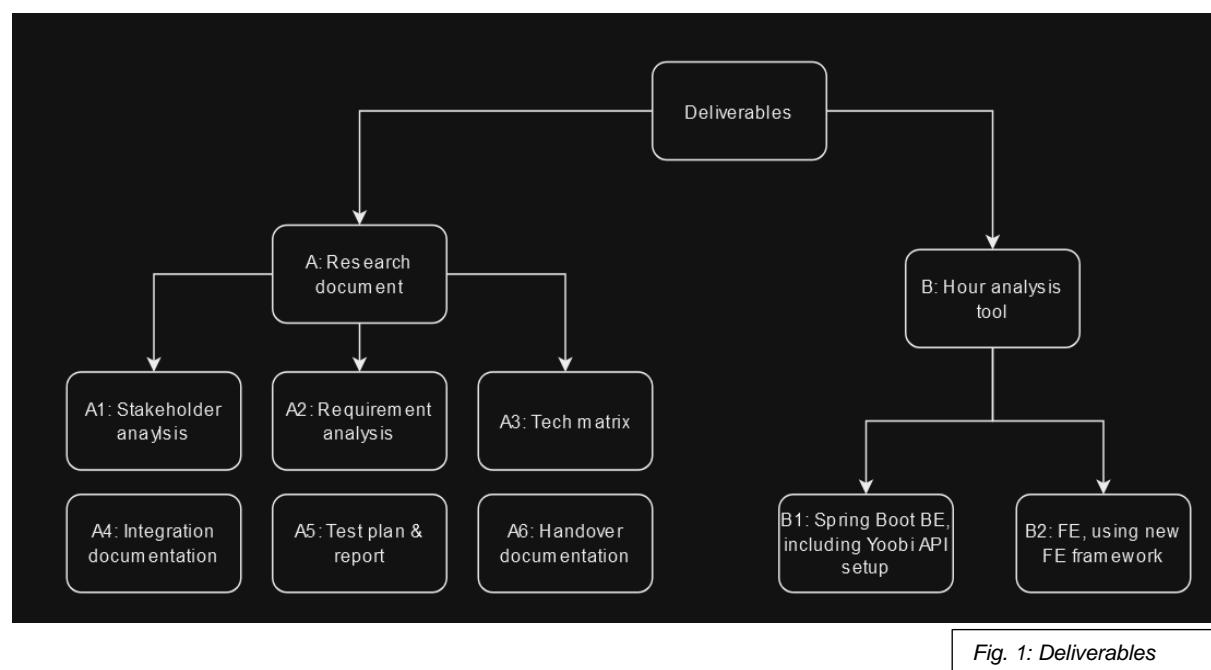 Deliverables
A: Research
document
B: Hour analysis
tool
A1: Stakeholder
anaylsis
A2: Requirement
analysis
A3: Tech matrix
A4: Integration
documentation
A5: Test plan &
report
A6: Handover
documentation
B1: Spring Boot BE,
including Yoobi API
setup
B2: FE, using new
FE framework
Fig. 1: Deliverables